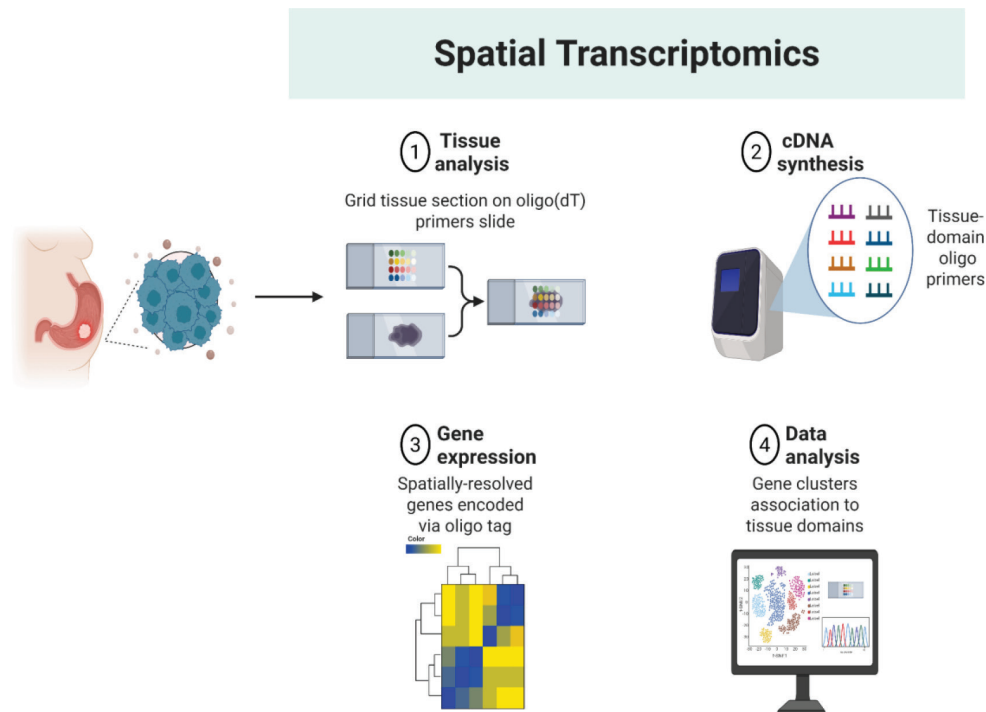 Spatial Transcriptomics
1
Tissue
analysis
Grid tissue section on oligo(dT)
primers slide
2
cDNA
synthesis
Tissue-
domain
oligo
primers
3
Gene
expression
Spatially-resolved
genes encoded
via oligo tag
Color
4
Data
analysis
Gene clusters
association to
tissue domains